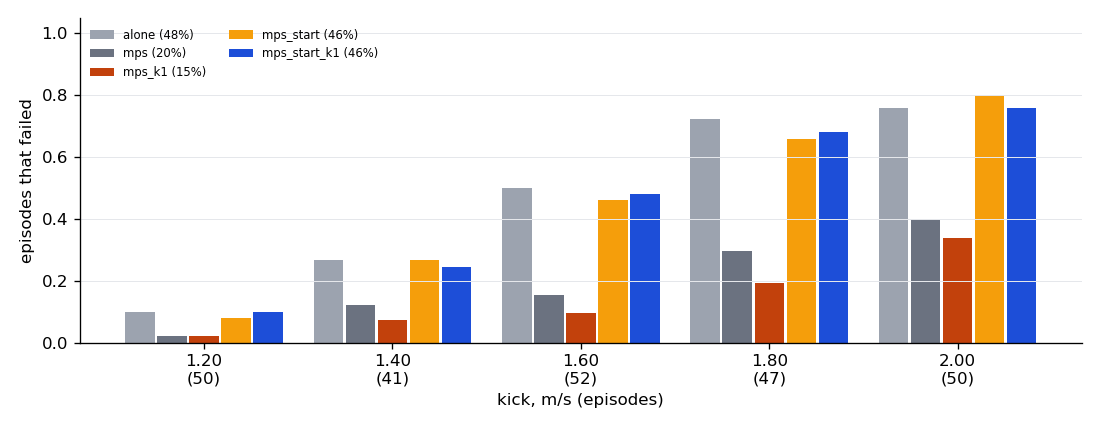 alone (48%)
mps (20%)
mps_k1 (15%)
mps_start (46%)
mps_start_k1 (46%)
episodes that failed
1.0
0.8
0.6
0.4
0.2
0.0
1.20 1.40 1.60 1.80 2.00
(50) (41) (52) (47) (50)
kick, m/s (episodes)